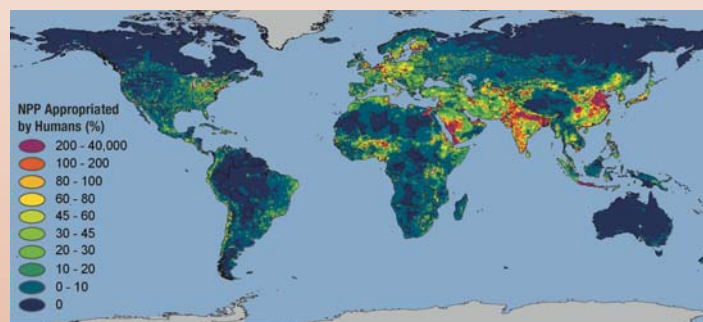 NPP Appropriated
by Humans (%)
200 - 40,000
100 - 200
80 - 100
60 - 80
45 - 60
30 - 45
20 - 30
10 - 20
0 - 10
0